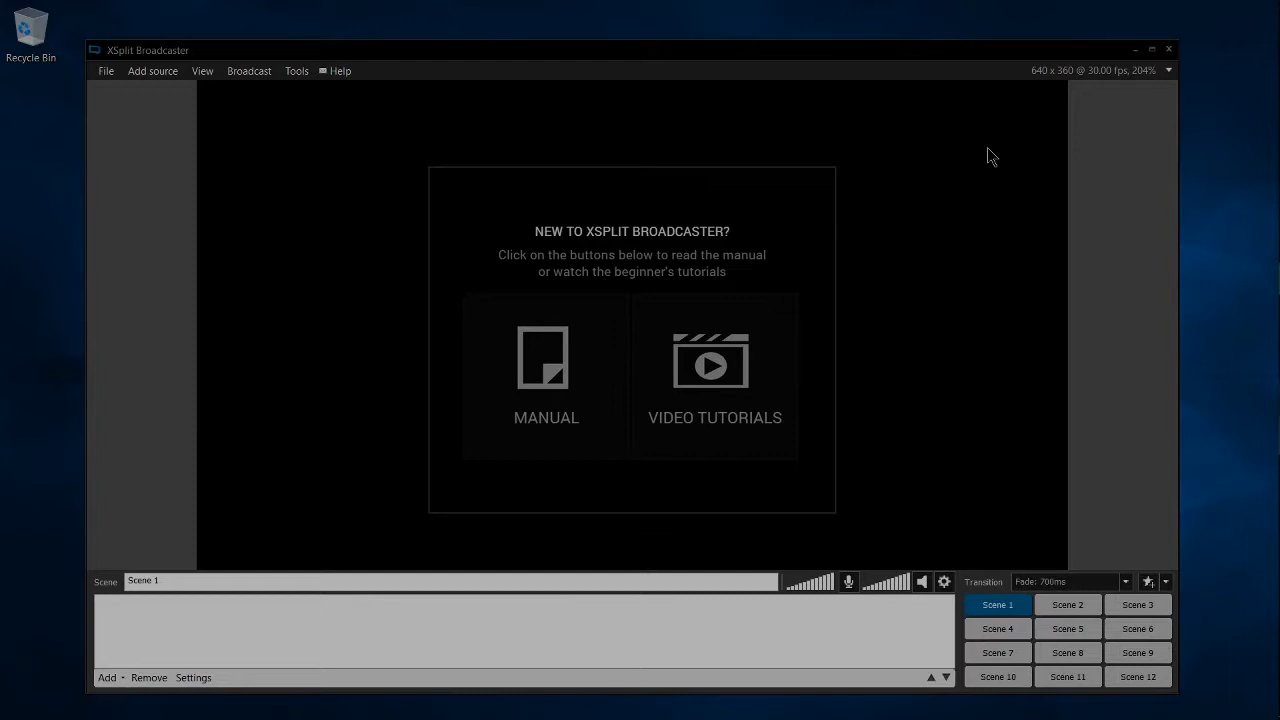 Recycle Bin
XSplit Broadcaster
File Add source View Broadcast Tools Help
640 x 360 @ 30.00 fps, 204%
NEW TO XSPLIT BROADCASTER?
Click on the buttons below to read the manual
or watch the beginner's tutorials
MANUAL
VIDEO TUTORIALS
Scene Scene 1
Transition Fade: 700ms
Scene 1 Scene 2 Scene 3
Scene 4 Scene 5 Scene 6
Scene 7 Scene 8 Scene 9
Scene 10 Scene 11 Scene 12
Add Remove Settings